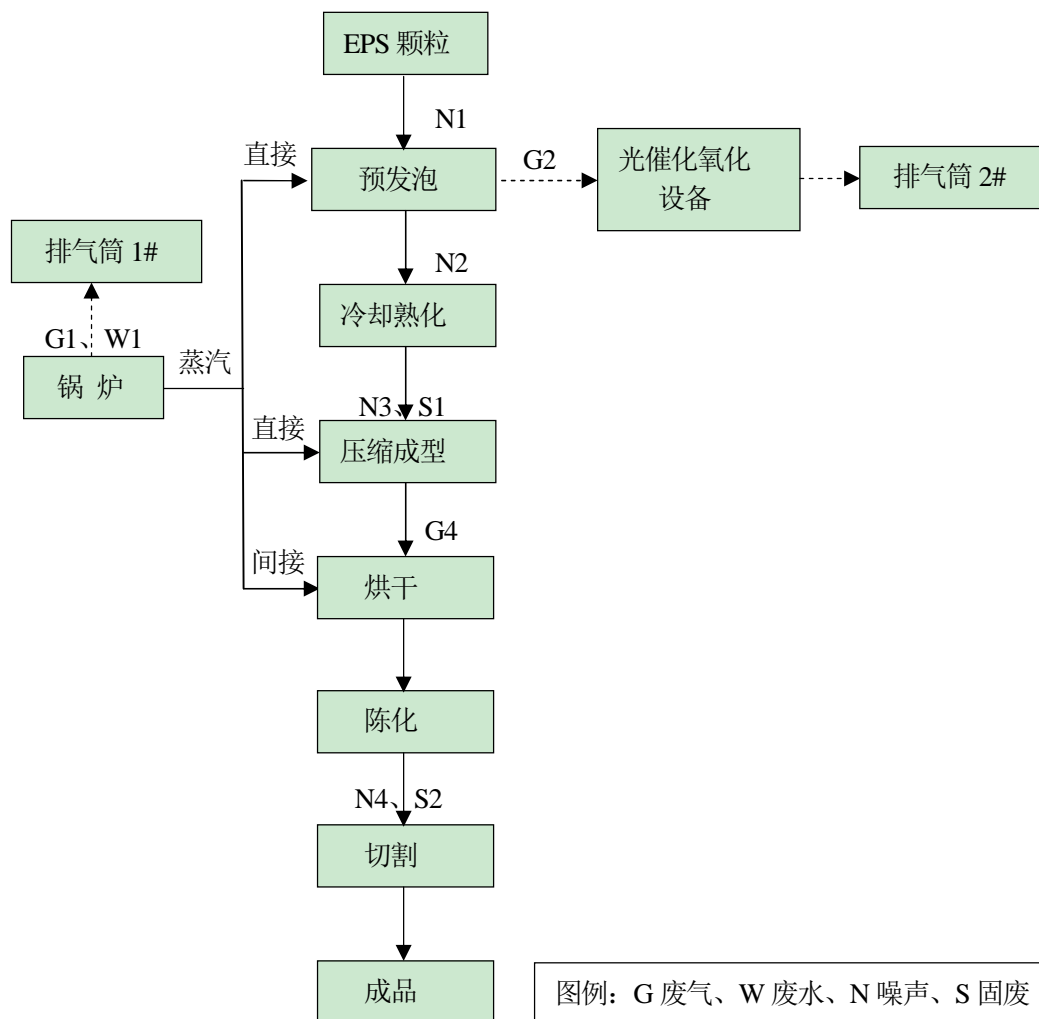 EPS 颗粒
N1
直接
预发泡
G2
光催化氧化
设备
排气筒 2#
排气筒 1#
N2
冷却熟化
G1、W1
蒸汽
锅 炉
N3、S1
直接
压缩成型
G4
间接
烘干
陈化
N4、S2
切割
成品
图例：G 废气、W 废水、N 噪声、S 固废